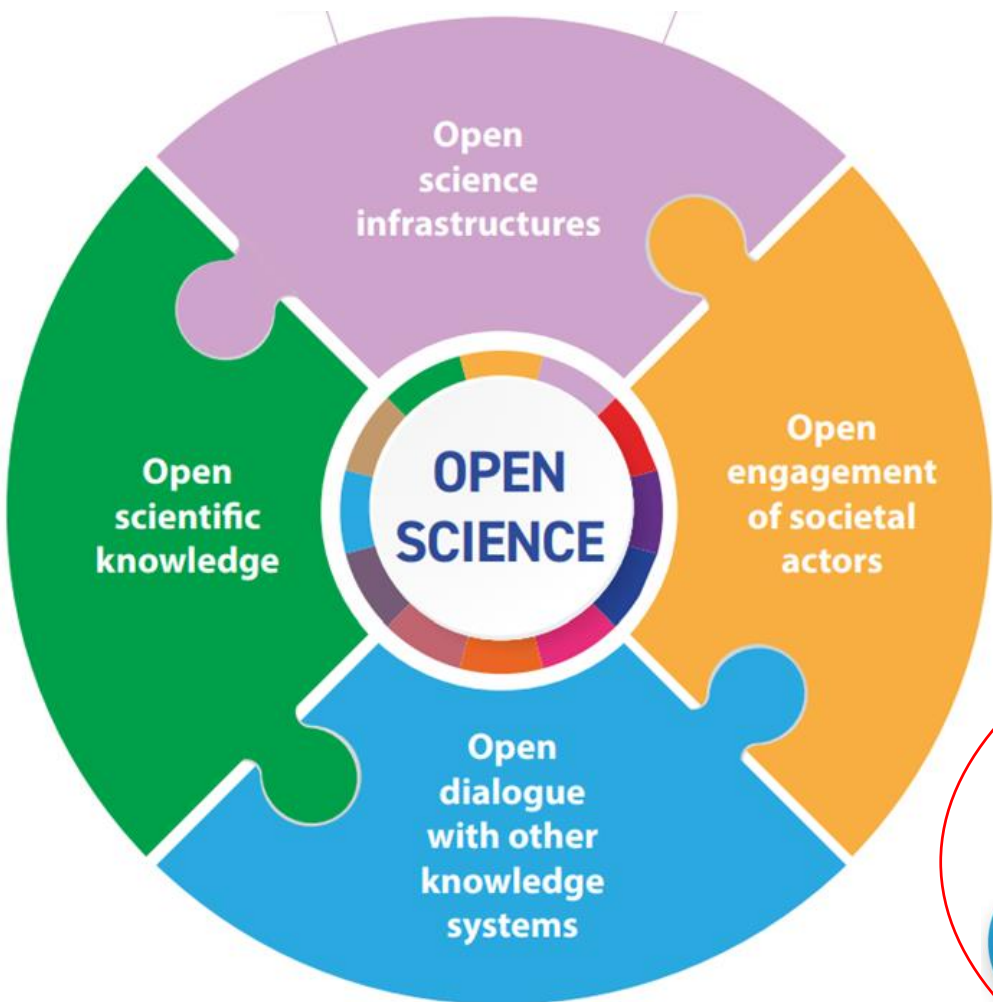 Open
science
infrastructures
Open
engagement
of societal
actors
Open
scientific
knowledge
OPEN
SCIENCE
Open
dialogue
with other
knowledge
systems